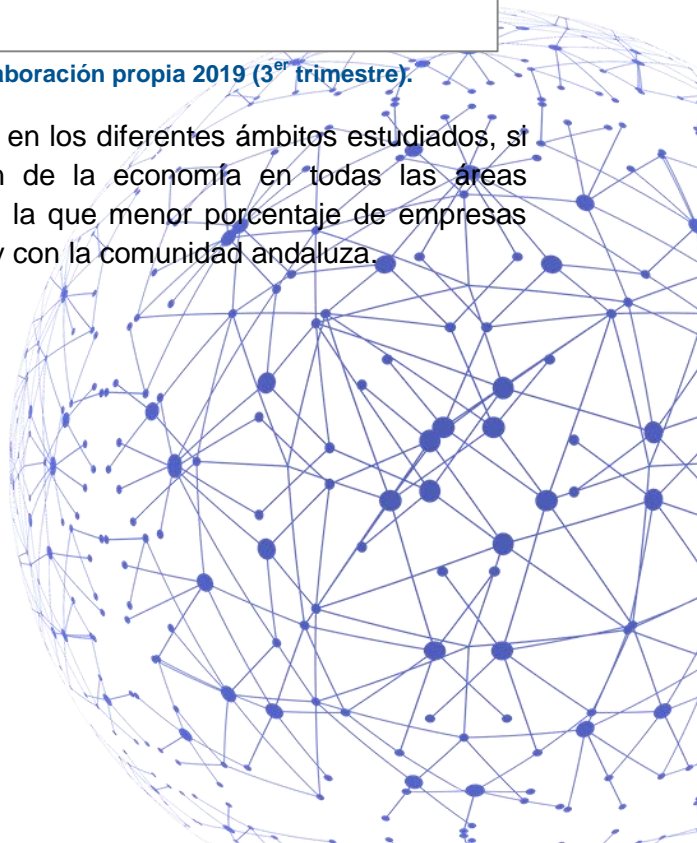 aboración propia 2019 (3er trimestre).
en los diferentes ámbitos estudiados, si
de la economía en todas las áreas
la que menor porcentaje de empresas
y con la comunidad andaluza.